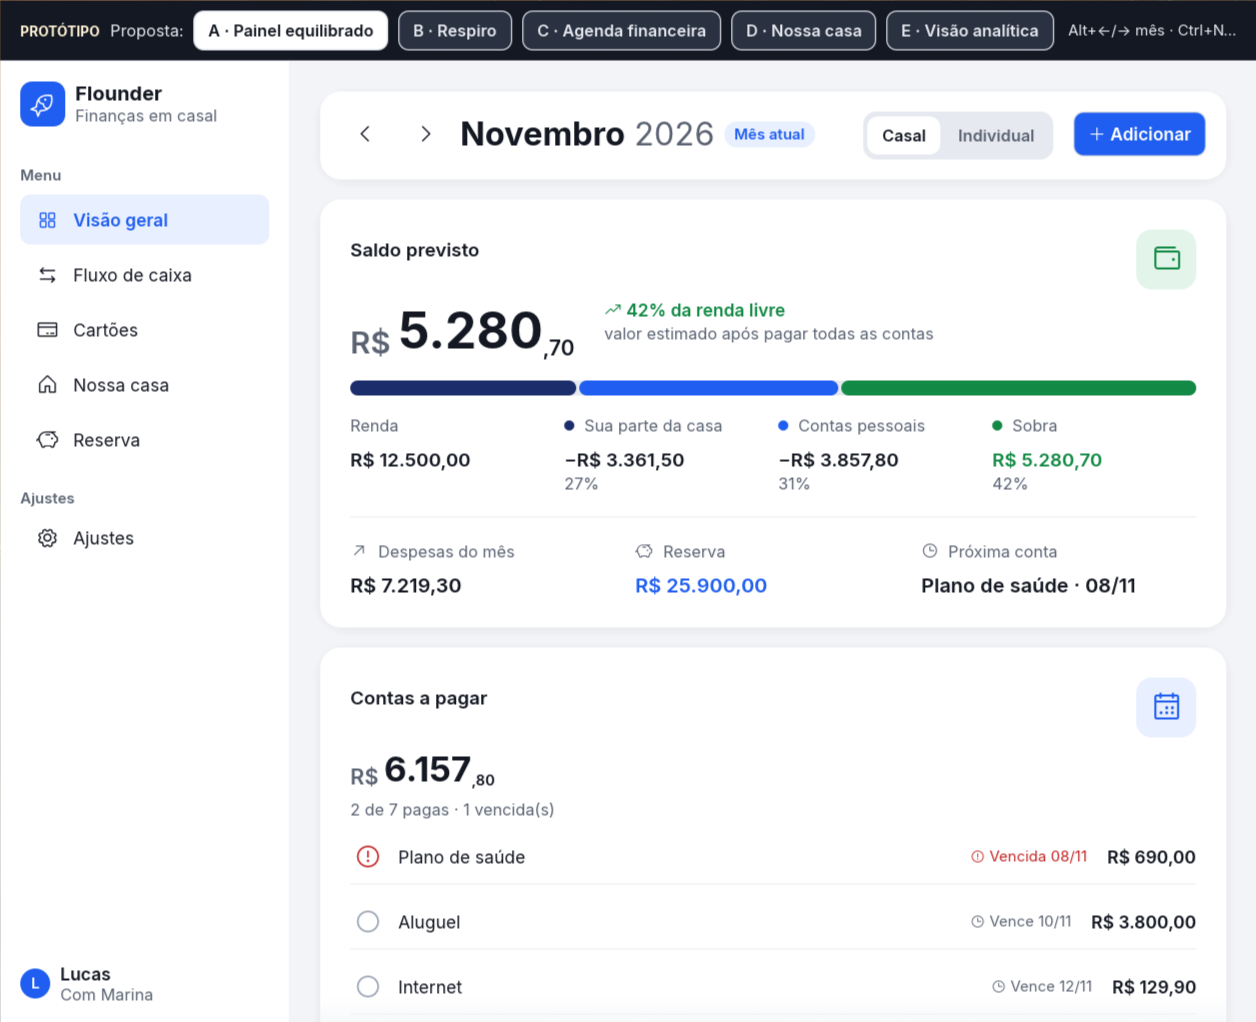 PROTÓTIPO Proposta: A · Painel equilibrado B · Respiro C · Agenda financeira D · Nossa casa E · Visão analítica Alt+←/→ mês · Ctrl+N...
Flounder
Finanças em casal
Menu
Visão geral
Fluxo de caixa
Cartões
Nossa casa
Reserva
Ajustes
Ajustes
Lucas
Com Marina
L
Novembro 2026 Mês atual Casal Individual + Adicionar
Saldo previsto
R$ 5.280,70
42% da renda livre
valor estimado após pagar todas as contas
Renda Sua parte da casa Contas pessoais Sobra
R$ 12.500,00 −R$ 3.361,50 −R$ 3.857,80 R$ 5.280,70
27% 31% 42%
Despesas do mês Reserva Próxima conta
R$ 7.219,30 R$ 25.900,00 Plano de saúde · 08/11
Contas a pagar
R$ 6.157,80
2 de 7 pagas · 1 vencida(s)
Plano de saúde Vencida 08/11 R$ 690,00
Aluguel Vence 10/11 R$ 3.800,00
Internet Vence 12/11 R$ 129,90